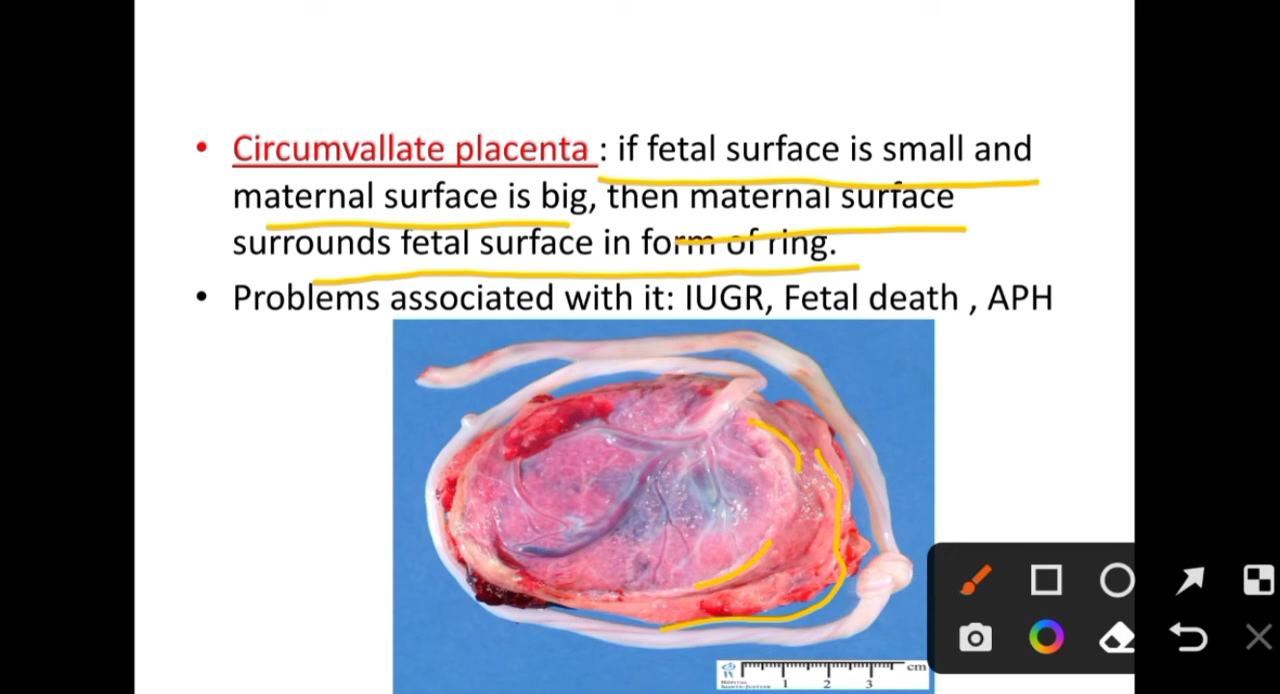 • Circumvallate placenta : if fetal surface is small and
maternal surface is big, then maternal surface
surrounds fetal surface in form of ring.
• Problems associated with it: IUGR, Fetal death , APH
cm
1 2 3